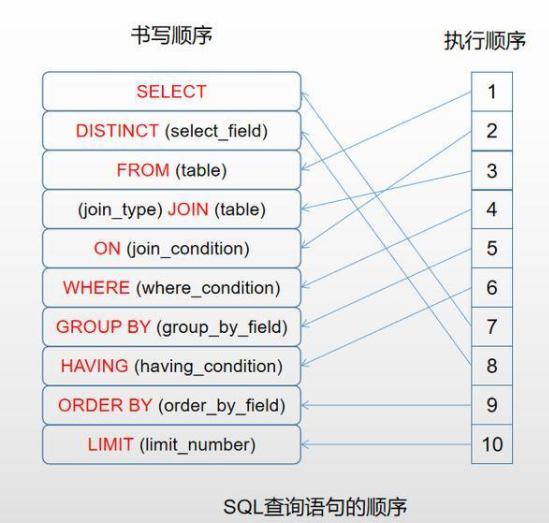 书写顺序
执行顺序
SELECT
1
DISTINCT (select_field)
2
FROM (table)
3
(join_type) JOIN (table)
4
ON (join_condition)
5
WHERE (where_condition)
6
GROUP BY (group_by_field)
7
HAVING (having_condition)
8
ORDER BY (order_by_field)
9
LIMIT (limit_number)
10
SQL查询语句的顺序